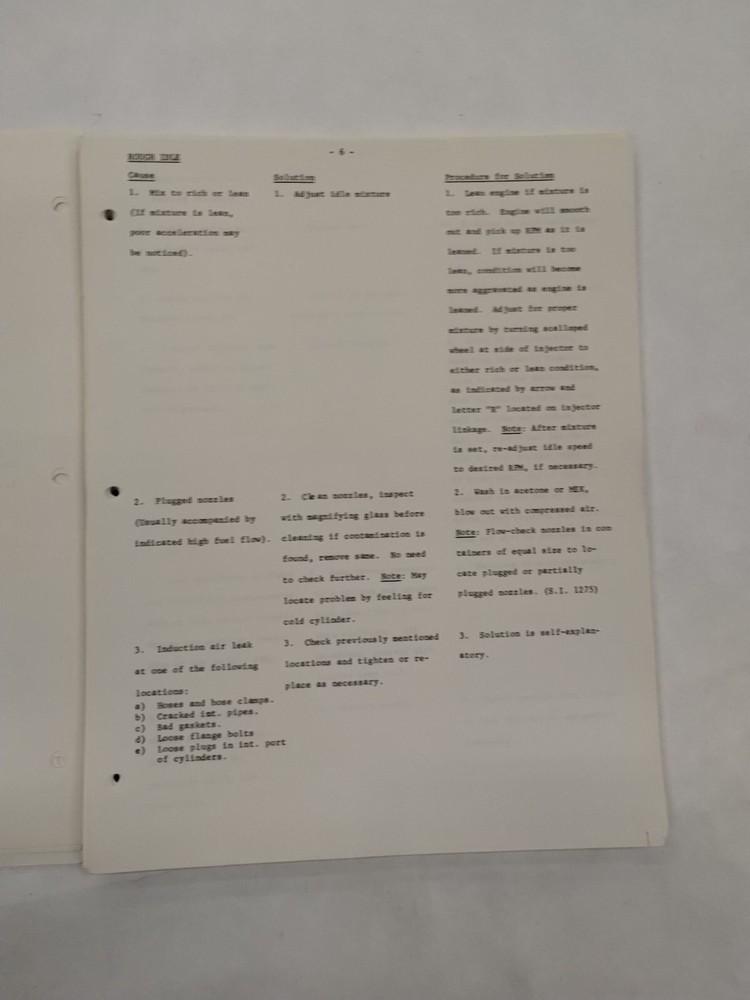 - 6 -
ROUGH IDLE
Cause
1. Mix to rich or lean
(If mixture is lean,
poor acceleration may
be noticed).
Solution
1. Adjust idle mixture
Procedure for Solution
1. Lean engine if mixture is
too rich. Engine will smooth
out and pick up RPM as it is
leaned. If mixture is too
lean, condition will become
more aggravated as engine is
leaned. Adjust for proper
mixture by turning scalloped
wheel at side of injector to
either rich or lean condition,
as indicated by arrow and
letter "R" located on injector
linkage. Note: After mixture
is set, re-adjust idle speed
to desired RPM, if necessary.
2. Plugged nozzles
(Usually accompanied by
indicated high fuel flow).
2. Clean nozzles, inspect
with magnifying glass before
cleaning if contamination is
found, remove same. No need
to check further. Note: May
locate problem by feeling for
cold cylinder.
2. Wash in acetone or MEK,
blow out with compressed air.
Note: Flow-check nozzles in con
tainers of equal size to lo-
cate plugged or partially
plugged nozzles. (S.I. 1275)
3. Induction air leak
at one of the following
locations:
a) Hoses and hose clamps.
b) Cracked int. pipes.
c) Bad gaskets.
d) Loose flange bolts
e) Loose plugs in int. port
of cylinders.
3. Check previously mentioned
locations and tighten or re-
place as necessary.
3. Solution is self-explan-
atory.